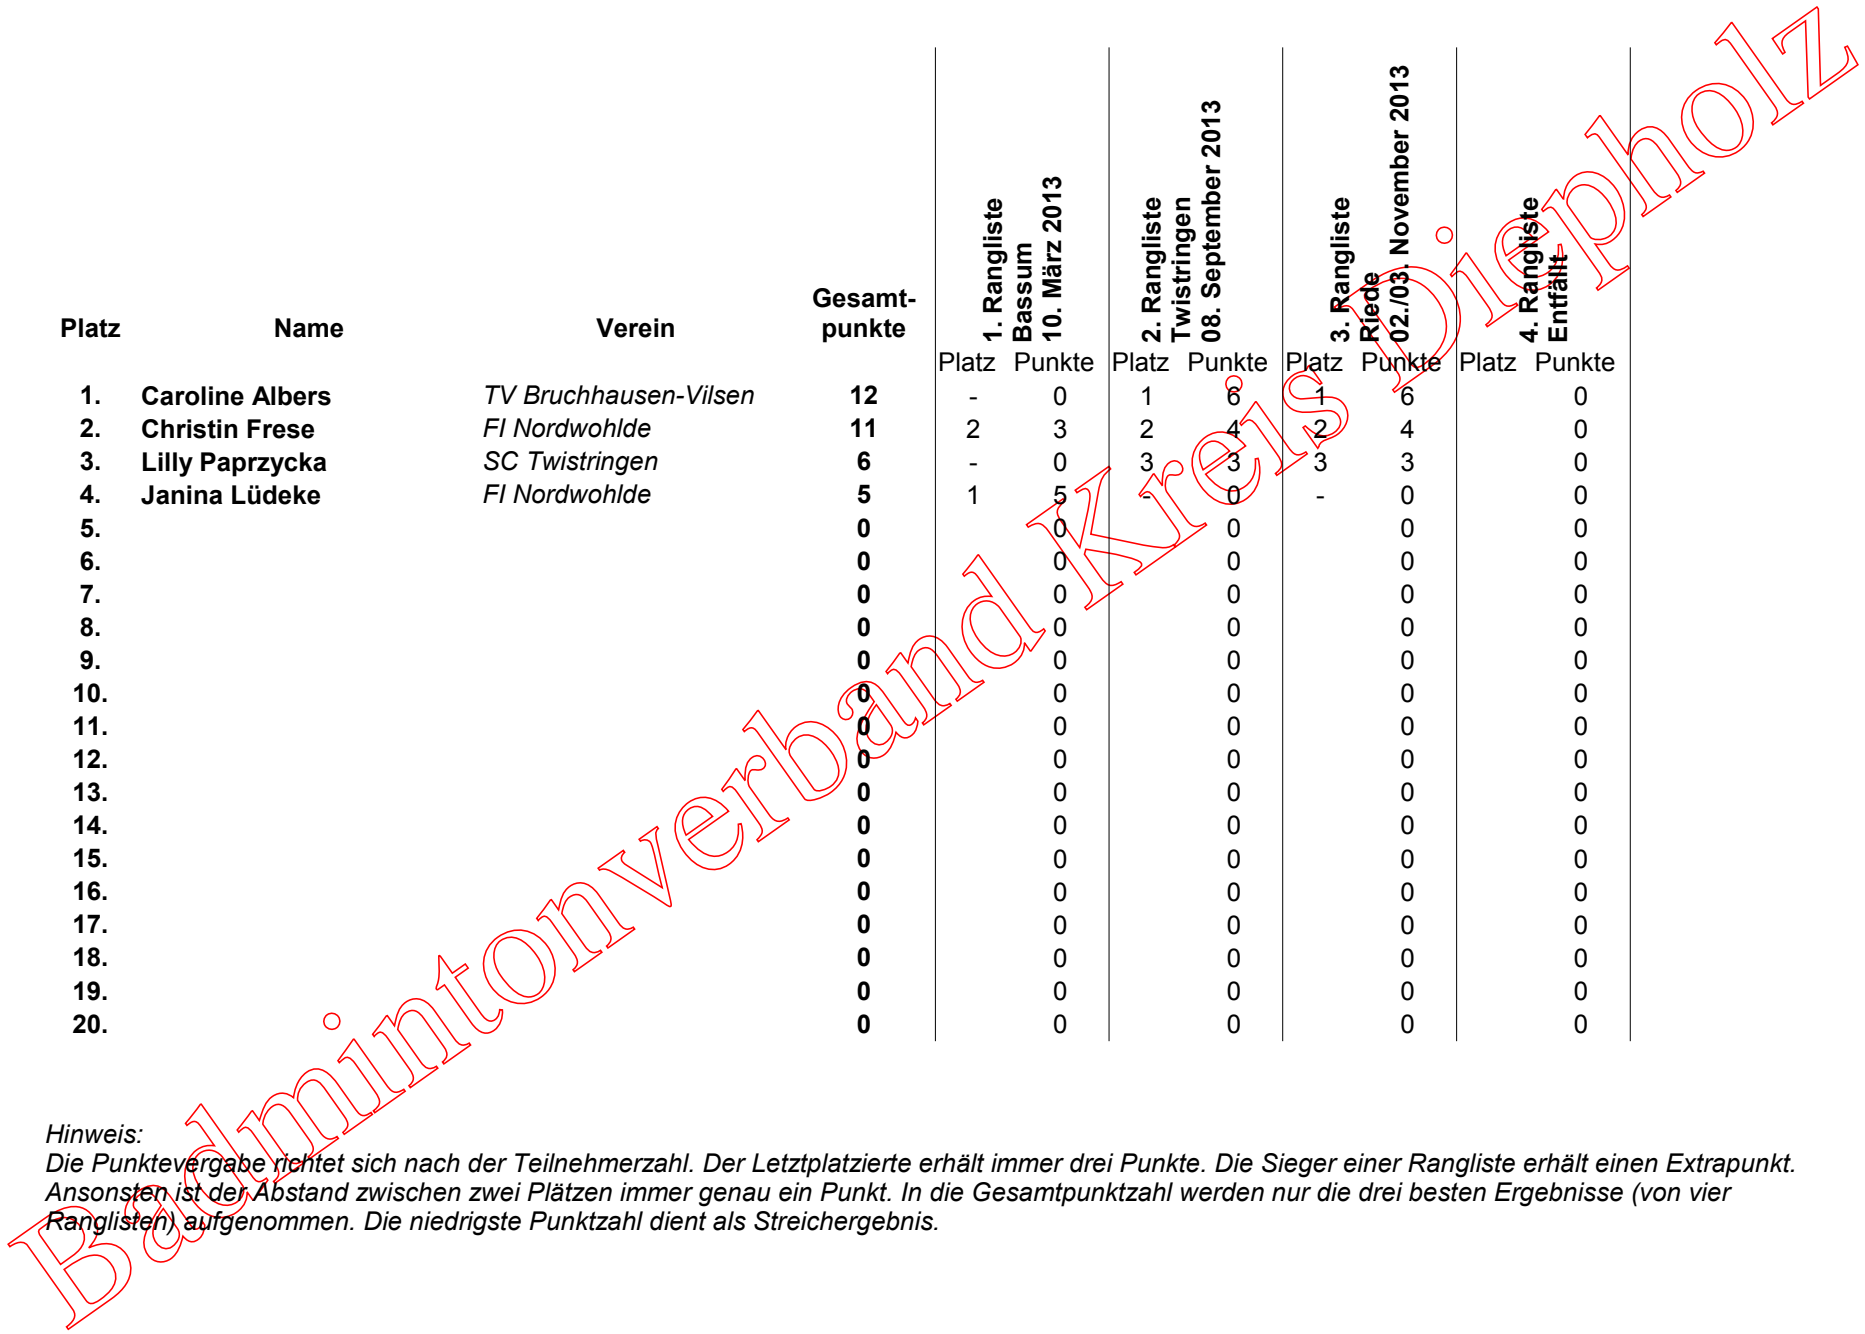 1. Rangliste
Bassum
10. März 2013
2. Rangliste
Twistringen
08. September 2013
3. Rangliste
Riede
02./03. November 2013
4. Rangliste
Entfällt
Platz Name Verein Gesamt-
punkte
Platz Punkte Platz Punkte Platz Punkte Platz Punkte
1. Caroline Albers TV Bruchhausen-Vilsen 12 - 0 1 6 1 6 0
2. Christin Frese FI Nordwohlde 11 2 3 2 4 2 4 0
3. Lilly Paprzycka SC Twistringen 6 - 0 3 3 3 3 0
4. Janina Lüdeke FI Nordwohlde 5 1 5 - 0 - 0 0
5. 0 0 0 0 0
6. 0 0 0 0 0
7. 0 0 0 0 0
8. 0 0 0 0 0
9. 0 0 0 0 0
10. 0 0 0 0 0
11. 0 0 0 0 0
12. 0 0 0 0 0
13. 0 0 0 0 0
14. 0 0 0 0 0
15. 0 0 0 0 0
16. 0 0 0 0 0
17. 0 0 0 0 0
18. 0 0 0 0 0
19. 0 0 0 0 0
20. 0 0 0 0 0
Hinweis:
Die Punktevergabe richtet sich nach der Teilnehmerzahl. Der Letztplatzierte erhält immer drei Punkte. Die Sieger einer Rangliste erhält einen Extrapunkt.
Ansonsten ist der Abstand zwischen zwei Plätzen immer genau ein Punkt. In die Gesamtpunktzahl werden nur die drei besten Ergebnisse (von vier
Ranglisten) aufgenommen. Die niedrigste Punktzahl dient als Streichergebnis.
Badmintonverband Kreis Diepholz